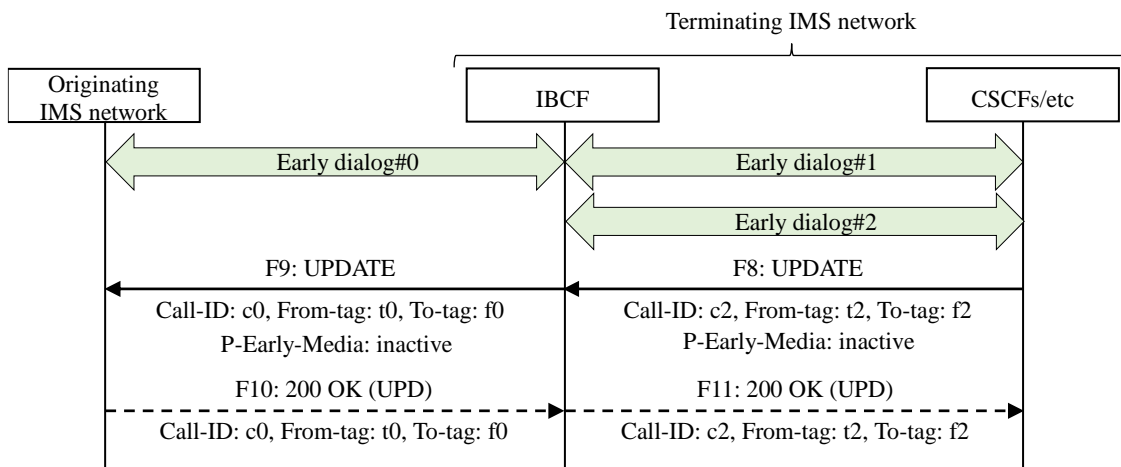 Terminating IMS network
Originating
IMS network
IBCF
CSCFs/etc
Early dialog#0
Early dialog#1
Early dialog#2
F9: UPDATE
F8: UPDATE
Call-ID: c0, From-tag: t0, To-tag: f0
Call-ID: c2, From-tag: t2, To-tag: f2
P-Early-Media: inactive
P-Early-Media: inactive
F10: 200 OK (UPD)
F11: 200 OK (UPD)
Call-ID: c0, From-tag: t0, To-tag: f0
Call-ID: c2, From-tag: t2, To-tag: f2